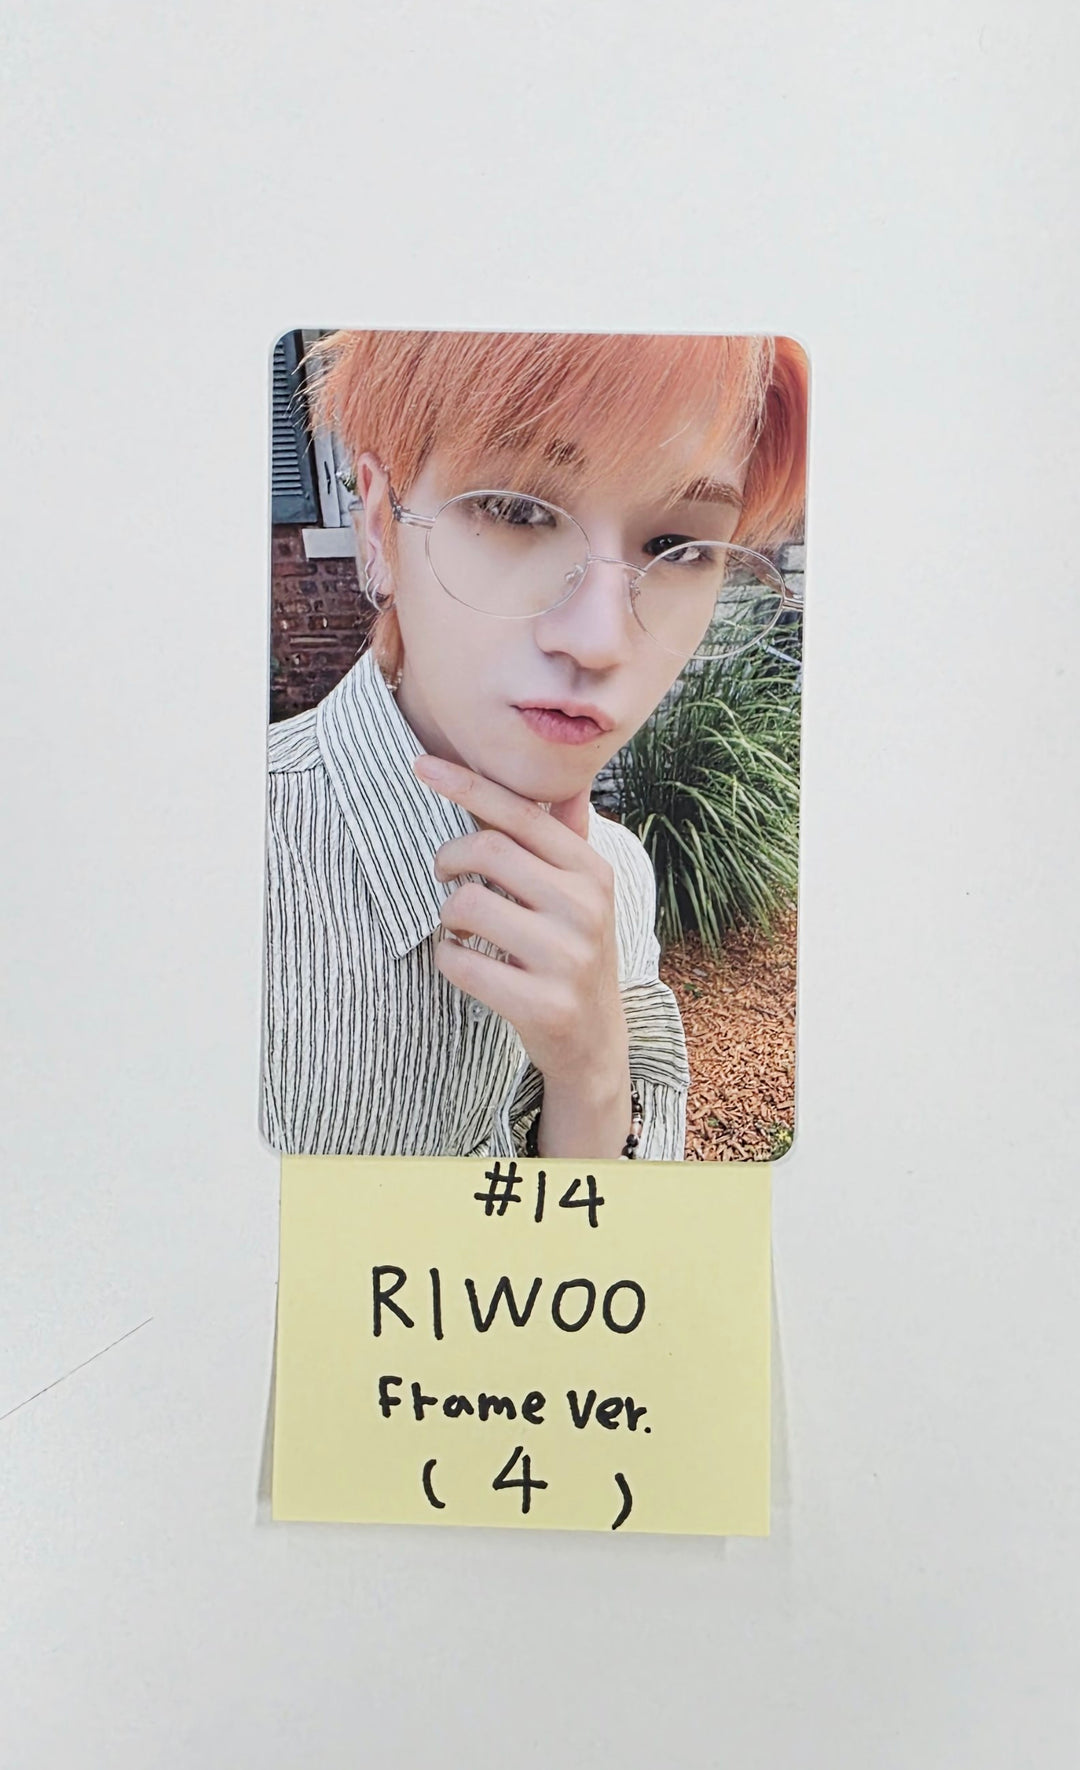 #14
RIWOO
Frame Ver.
( 4 )